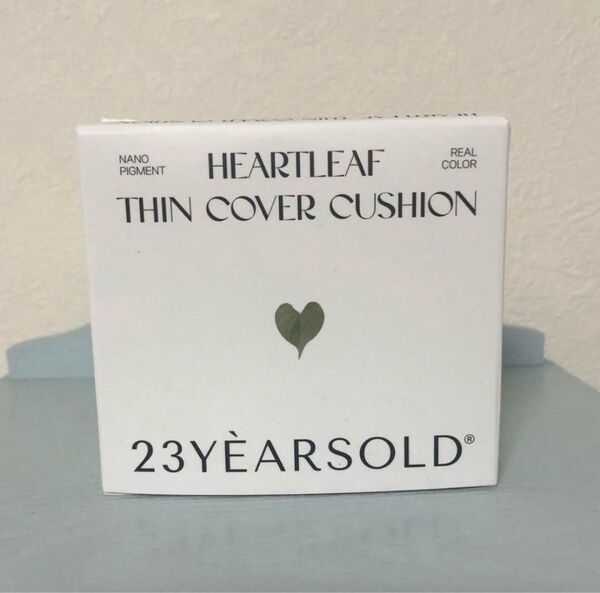 NANO
PIGMENT
HEARTLEAF
REAL
COLOR
THIN COVER CUSHION
23YÈARSOLD®